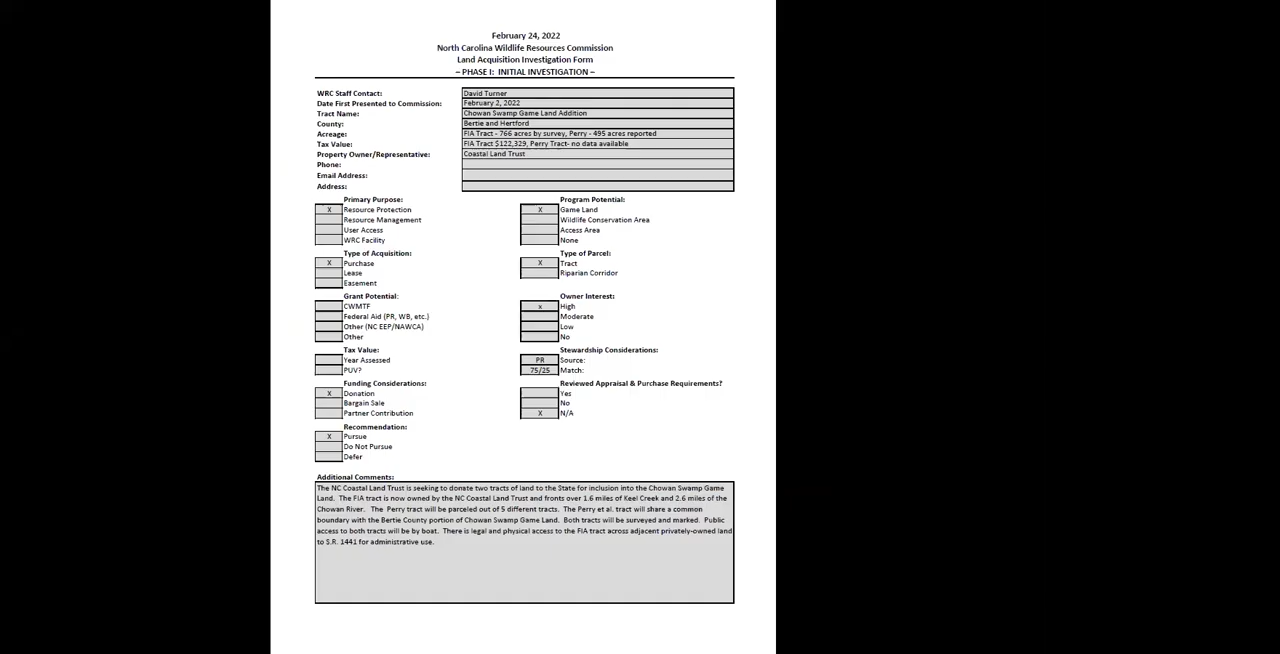 February 24, 2022
North Carolina Wildlife Resources Commission
Land Acquisition Investigation Form
– PHASE I: INITIAL INVESTIGATION –
WRC Staff Contact: David Turner
Date First Presented to Commission: February 2, 2022
Tract Name: Chowan Swamp Game Land Addition
County: Bertie and Hertford
Acreage: FIA Tract - 766 acres by survey, Perry - 495 acres reported
Tax Value: FIA Tract $122,329, Perry Tract- no data available
Property Owner/Representative: Coastal Land Trust
Phone:
Email Address:
Address:
Primary Purpose: Program Potential:
X Resource Protection X Game Land
Resource Management Wildlife Conservation Area
User Access Access Area
WRC Facility None
Type of Acquisition: Type of Parcel:
X Purchase X Tract
Lease Riparian Corridor
Easement
Grant Potential: Owner Interest:
CWMTF x High
Federal Aid (PR, WB, etc.) Moderate
Other (NC EEP/NAWCA) Low
Other No
Tax Value: Stewardship Considerations:
Year Assessed PR Source:
PUV? 75/25 Match:
Funding Considerations: Reviewed Appraisal & Purchase Requirements?
X Donation Yes
Bargain Sale No
Partner Contribution X N/A
Recommendation:
X Pursue
Do Not Pursue
Defer
Additional Comments:
The NC Coastal Land Trust is seeking to donate two tracts of land to the State for inclusion into the Chowan Swamp Game
Land. The FIA tract is now owned by the NC Coastal Land Trust and fronts over 1.6 miles of Keel Creek and 2.6 miles of the
Chowan River. The Perry tract will be parceled out of 5 different tracts. The Perry et al. tract will share a common
boundary with the Bertie County portion of Chowan Swamp Game Land. Both tracts will be surveyed and marked. Public
access to both tracts will be by boat. There is legal and physical access to the FIA tract across adjacent privately-owned land
to S.R. 1441 for administrative use.